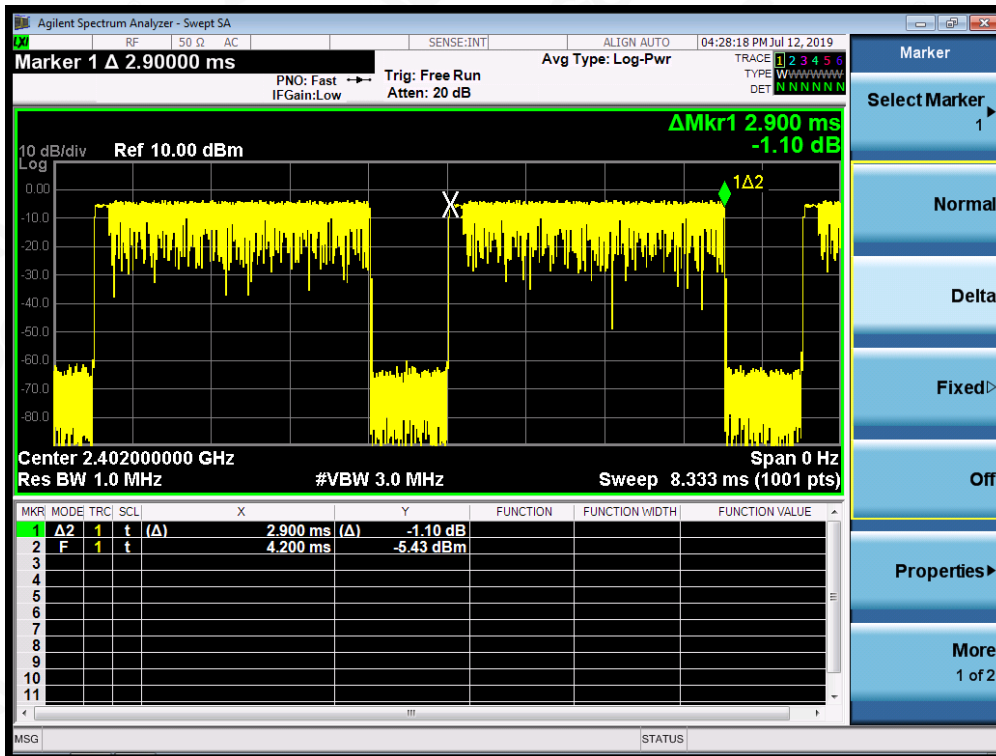 Agilent Spectrum Analyzer - Swept SA
LXI RF 50 Ω AC SENSE:INT ALIGN AUTO 04:28:18 PM Jul 12, 2019
Marker 1 Δ 2.90000 ms
Avg Type: Log-Pwr
TRACE 1 2 3 4 5 6
TYPE W
DET N N N N N N
PNO: Fast Trig: Free Run
IFGain:Low Atten: 20 dB
Marker
Select Marker
1
Normal
Delta
Fixed
Off
Properties
More
1 of 2
ΔMkr1 2.900 ms
-1.10 dB
10 dB/div Ref 10.00 dBm
Log
0.00
-10.0
-20.0
-30.0
-40.0
-50.0
-60.0
-70.0
-80.0
1Δ2
Center 2.402000000 GHz Span 0 Hz
Res BW 1.0 MHz #VBW 3.0 MHz Sweep 8.333 ms (1001 pts)
MKR MODE TRC SCL X Y FUNCTION FUNCTION WIDTH FUNCTION VALUE
1 Δ2 1 t (Δ) 2.900 ms (Δ) -1.10 dB
2 F 1 t 4.200 ms -5.43 dBm
3
4
5
6
7
8
9
10
11
MSG STATUS